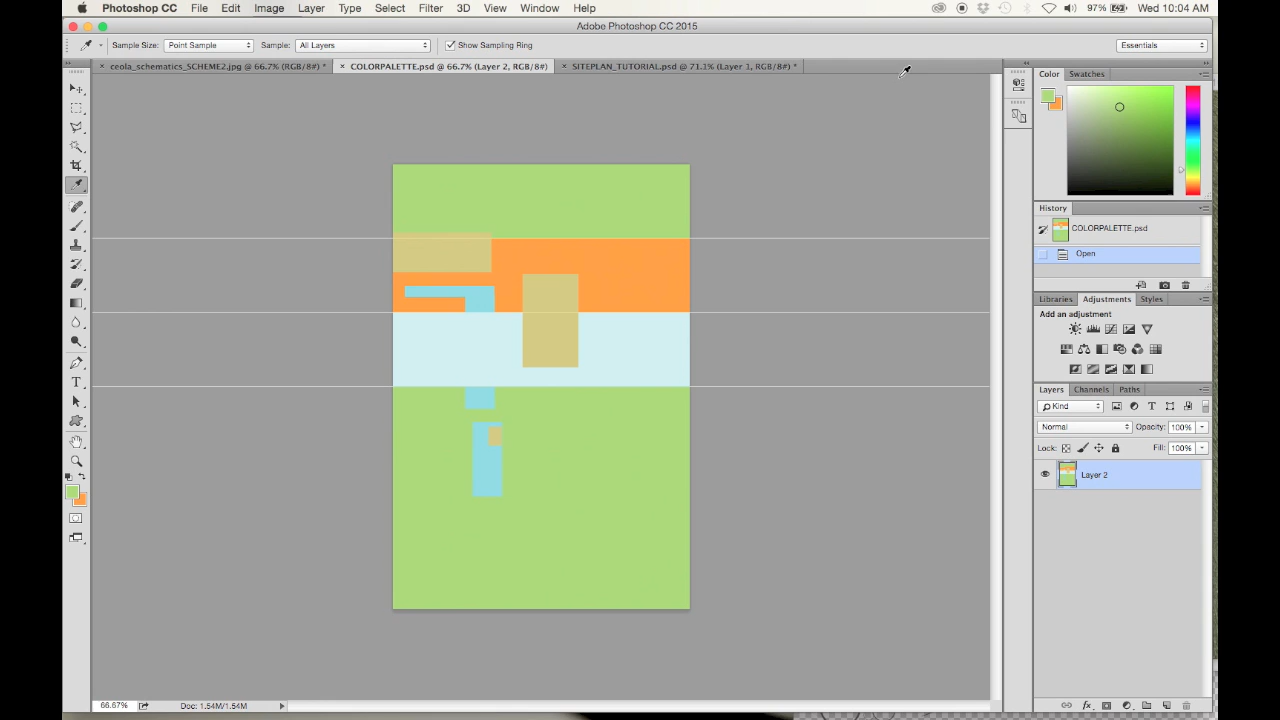 Photoshop CC File Edit Image Layer Type Select Filter 3D View Window Help 97% Wed 10:04 AM
Adobe Photoshop CC 2015
Sample Size: Point Sample Sample: All Layers Show Sampling Ring Essentials
ceola_schematics_SCHEME2.jpg @ 66.7% (RGB/8#) * COLORPALETTE.psd @ 66.7% (Layer 2, RGB/8#) SITEPLAN_TUTORIAL.psd @ 71.1% (Layer 1, RGB/8#) *
Color Swatches
History
COLORPALETTE.psd
Open
Libraries Adjustments Styles
Add an adjustment
Layers Channels Paths
Kind
Normal Opacity: 100%
Lock: Fill: 100%
Layer 2
66.67% Doc: 1.54M/1.54M